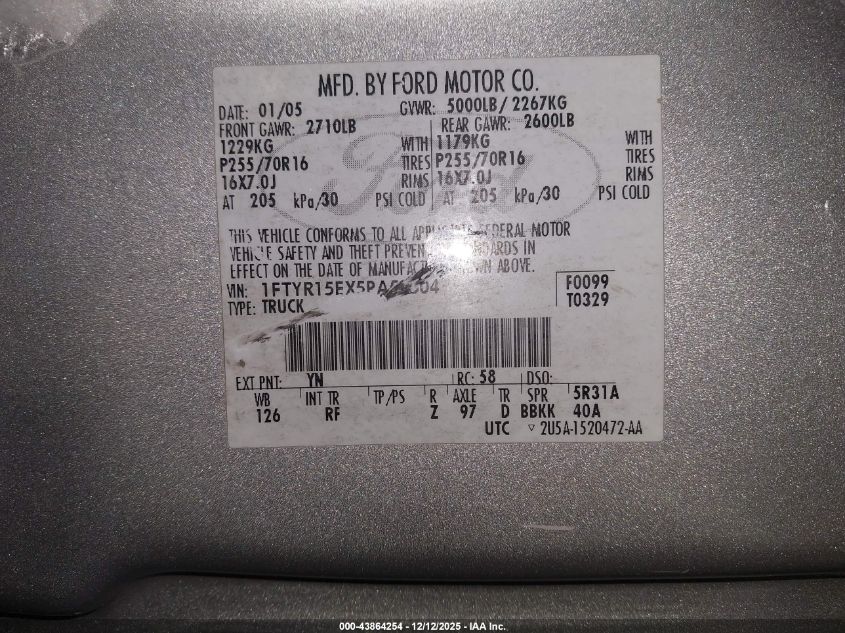 MFD. BY FORD MOTOR CO.
DATE: 01/05 GVWR: 5000LB/ 2267KG
FRONT GAWR: 2710LB REAR GAWR: 2600LB
1229KG WITH 1179KG WITH
P255/70R16 TIRES P255/70R16 TIRES
16X7.0J RIMS 16X7.0J RIMS
AT 205 kPa/30 PSI COLD AT 205 kPa/30 PSI COLD
Ford
THIS VEHICLE CONFORMS TO ALL FEDERAL MOTOR
VEHICLE SAFETY AND THEFT IN
EFFECT ON THE DATE OF ABOVE.
VIN: F0099
TYPE: TRUCK T0329
EXT PNT: YN RC: 58 DSO:
WB INT TR TP/PS R AXLE TR SPR 5R31A
126 RF Z 97 D BBKK 40A
UTC ▽ 2U5A-1520472-AA
000-43864254 - 12/12/2025 - IAA Inc.